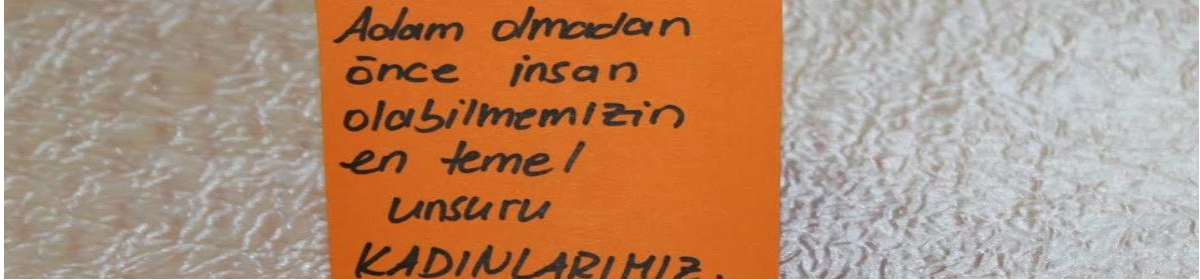 Adam olmadan
önce insan
olabilmemizin
en temel
unsuru
KADINLARIMIZ.